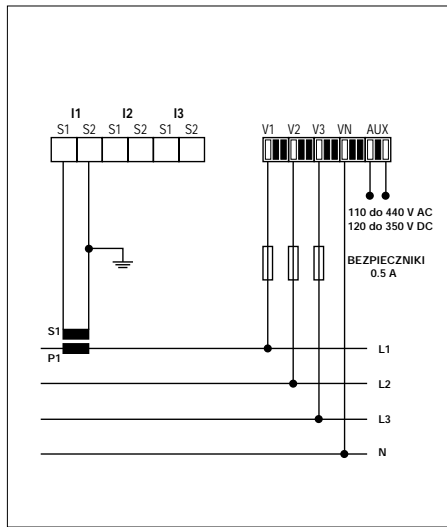 I1 I2 I3
S1 S2 S1 S2 S1 S2
V1 V2 V3 VN AUX
110 do 440 V AC
120 do 350 V DC
BEZPIECZNIKI
0.5 A
S1
P1
L1
L2
L3
N